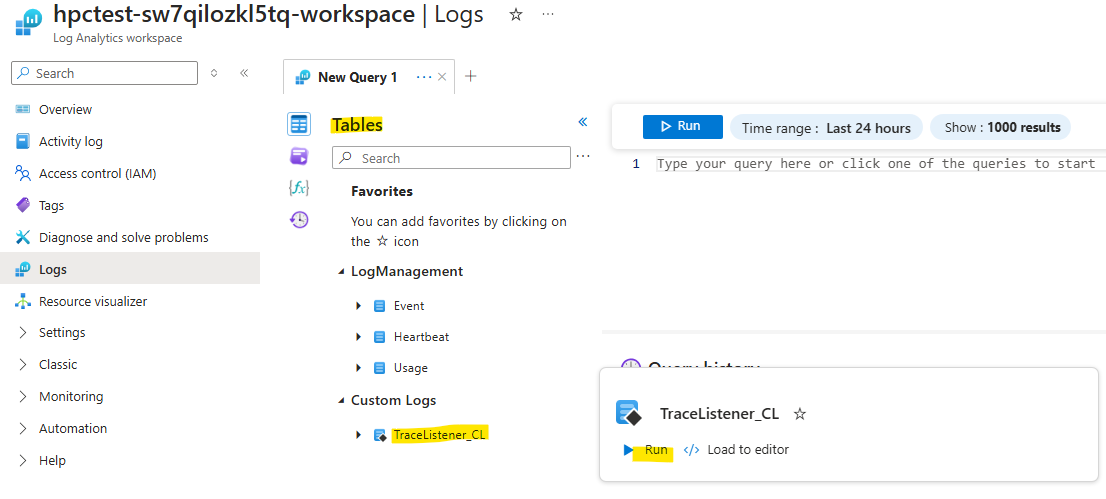 hpctest-sw7qilozkl5tq-workspace | Logs
Log Analytics workspace
Search
Overview
Activity log
Access control (IAM)
Tags
Diagnose and solve problems
Logs
Resource visualizer
Settings
Classic
Monitoring
Automation
Help
New Query 1
Tables
Search
Favorites
You can add favorites by clicking on
the ☆ icon
LogManagement
Event
Heartbeat
Usage
Custom Logs
TraceListener_CL
Run
Time range : Last 24 hours
Show : 1000 results
1 Type your query here or click one of the queries to start
Query history
TraceListener_CL
Run
Load to editor